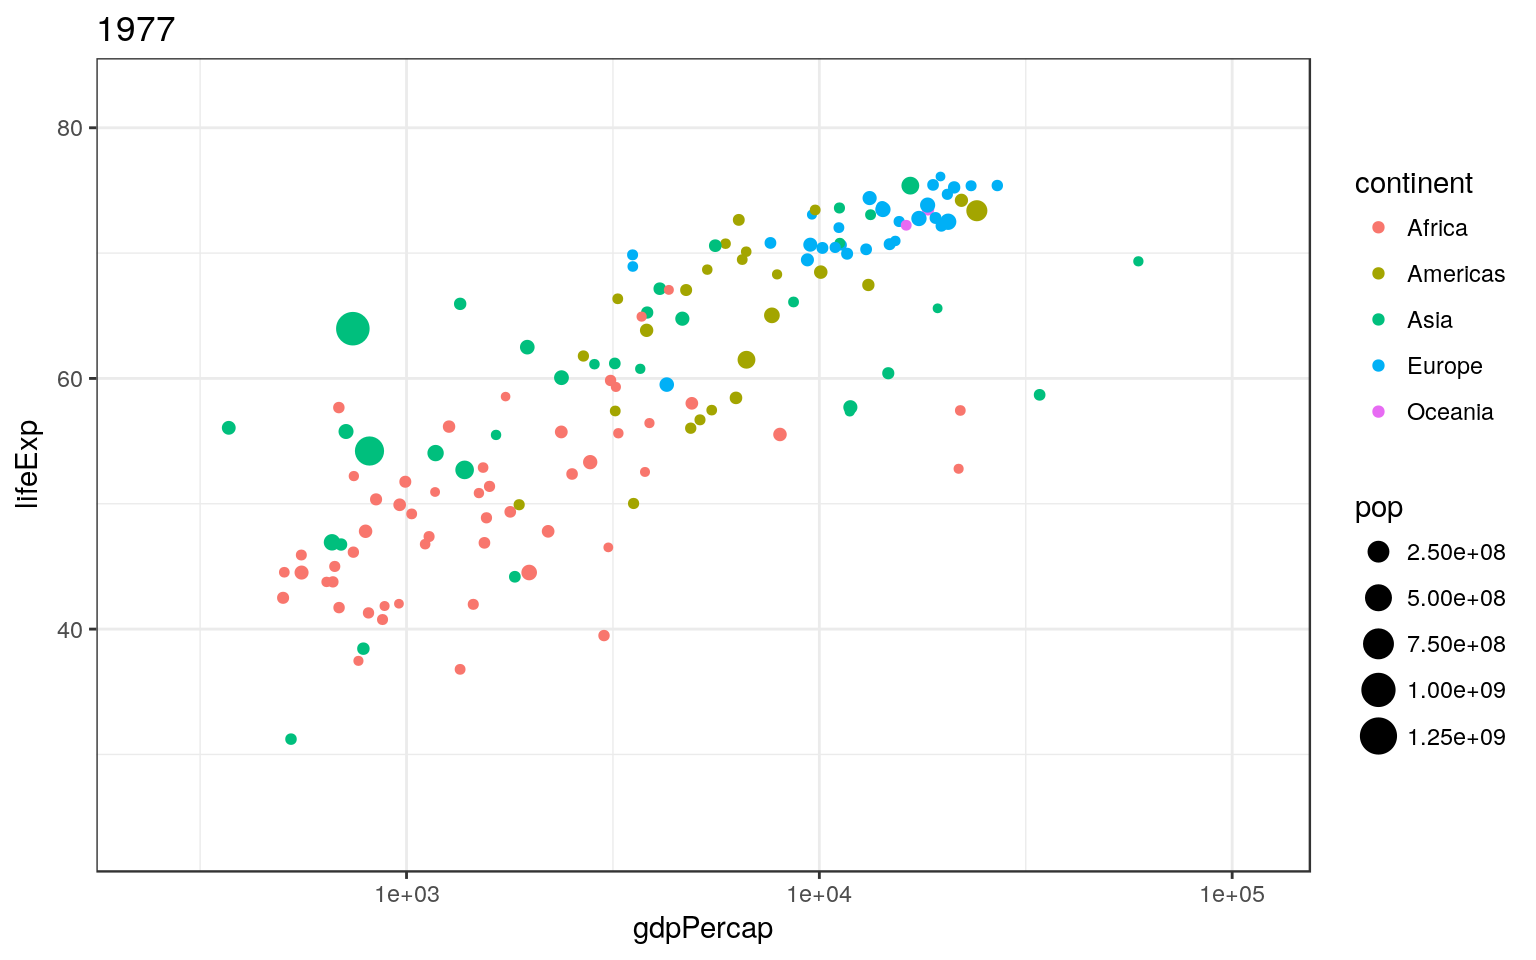 1977
80
60
40
lifeExp
1e+03
1e+04
1e+05
gdpPercap
continent
Africa
Americas
Asia
Europe
Oceania
pop
2.50e+08
5.00e+08
7.50e+08
1.00e+09
1.25e+09